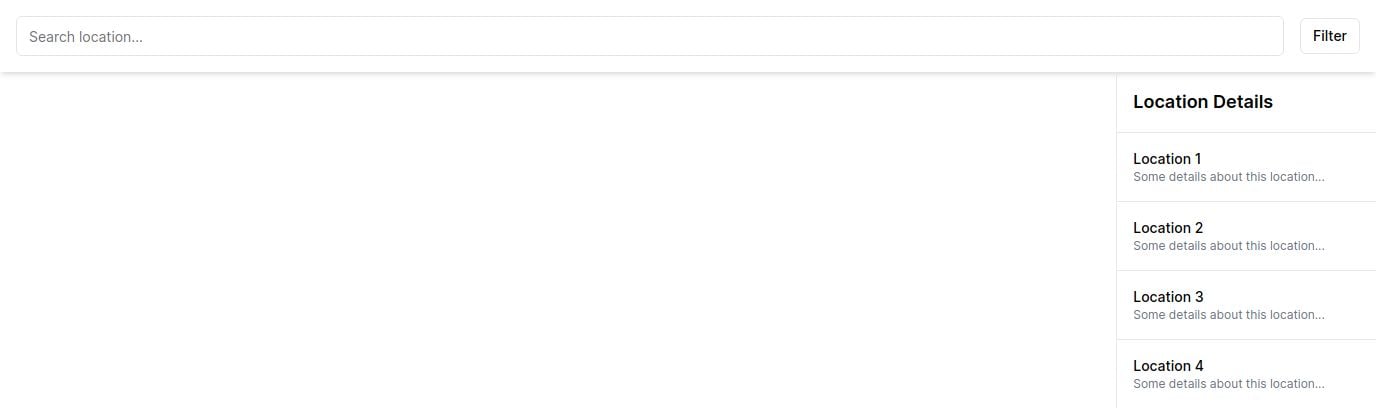 Search location...
Filter
Location Details
Location 1
Some details about this location...
Location 2
Some details about this location...
Location 3
Some details about this location...
Location 4
Some details about this location...